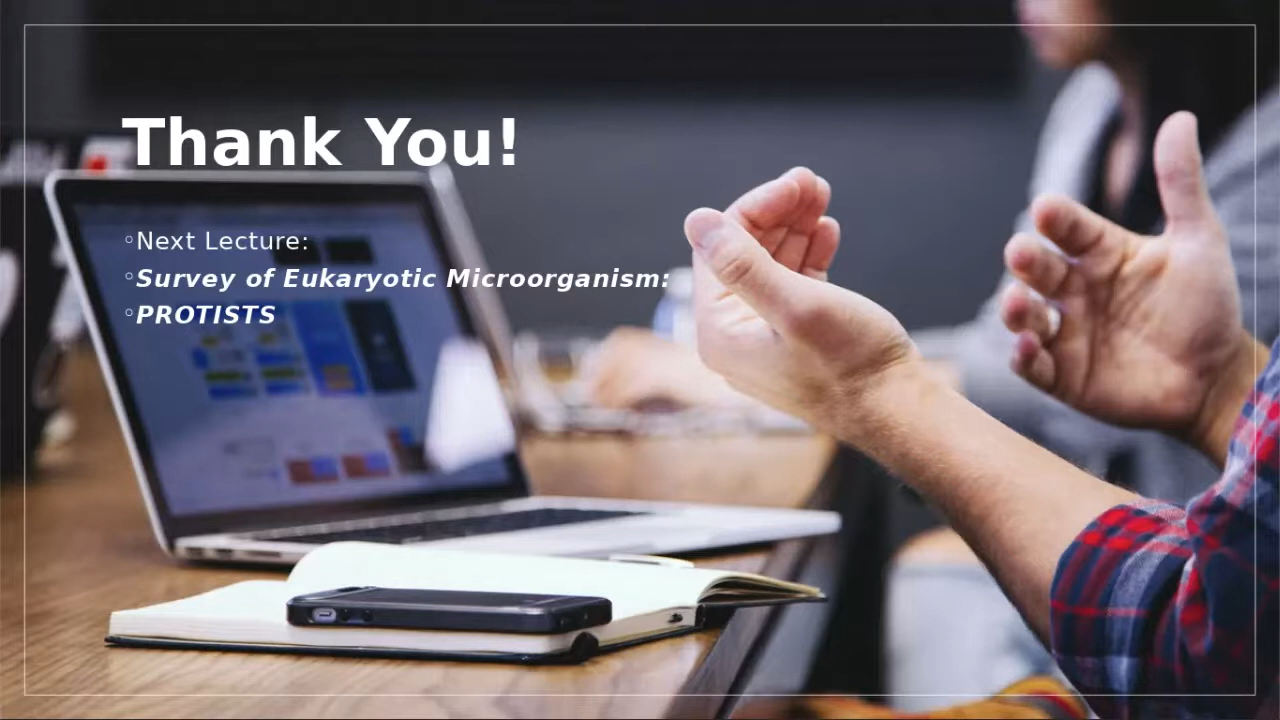 Thank You!
◦Next Lecture:
◦Survey of Eukaryotic Microorganism:
◦PROTISTS